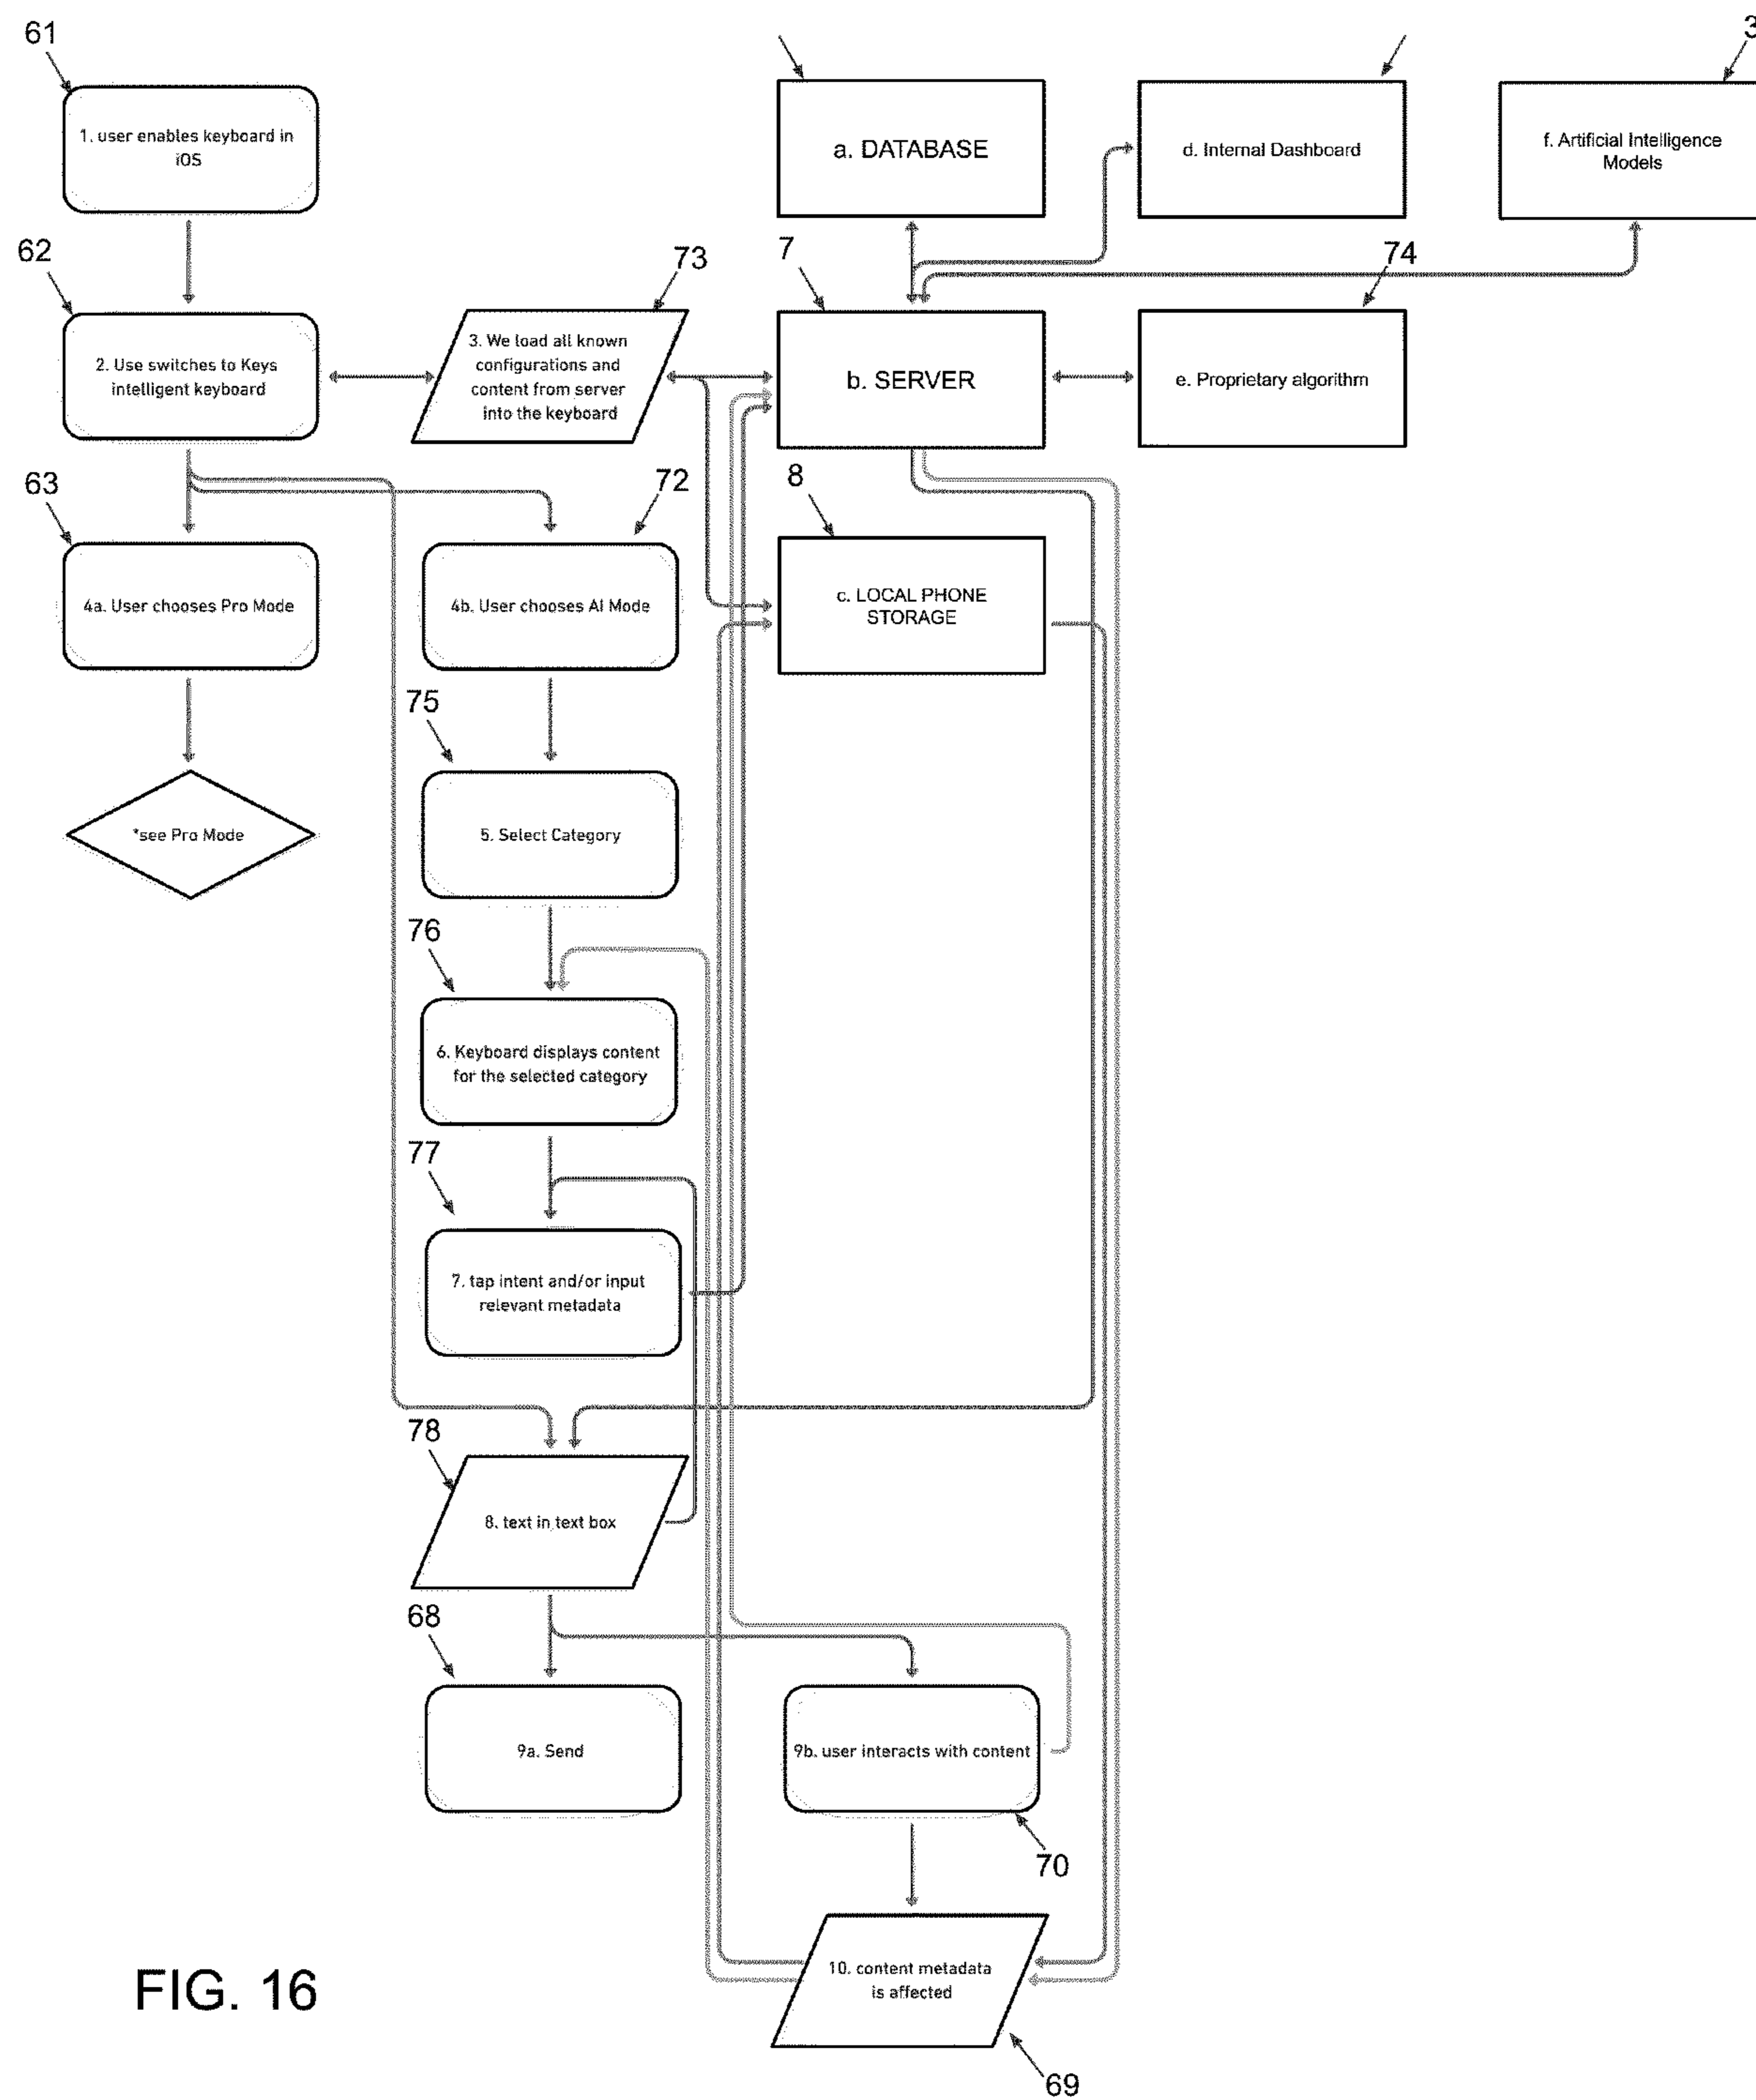 61
3
1. user enables keyboard in
iOS
a. DATABASE
d. Internal Dashboard
f. Artificial Intelligence
Models
62
73
7
74
2. Use switches to Keys
intelligent keyboard
3. We load all known
configurations and
content from server
into the keyboard
b. SERVER
e. Proprietary algorithm
63
72
8
4a. User chooses Pro Mode
4b. User chooses AI Mode
c. LOCAL PHONE
STORAGE
75
*see Pro Mode
5. Select Category
76
6. Keyboard displays content
for the selected category
77
7. tap intent and/or input
relevant metadata
78
8. text in text box
68
9a. Send
9b. user interacts with content
70
10. content metadata
is affected
69
FIG. 16